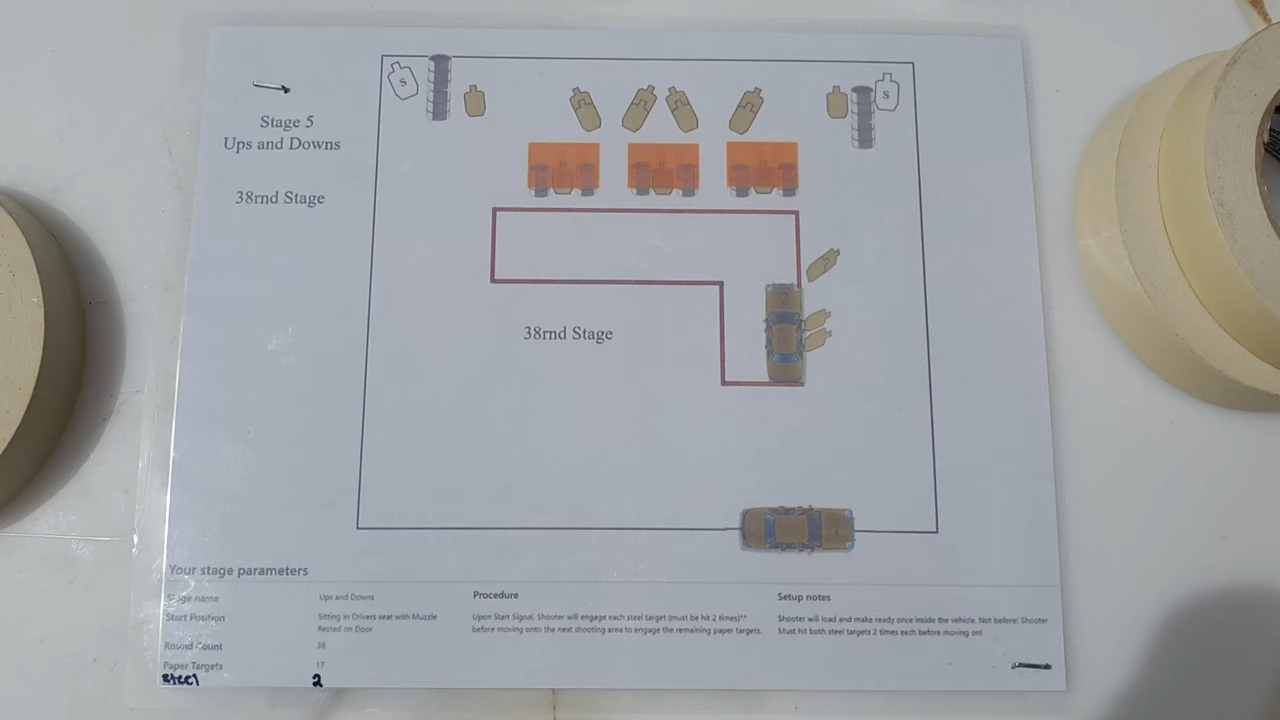 Stage 5
Ups and Downs
38rnd Stage
S
S
2
38rnd Stage
Your stage parameters
Stage name Ups and Downs
Start Position Sitting in Drivers seat with Muzzle
Rested on Door
Round Count 38
Paper Targets 17
Steel 2
Procedure
Upon Start Signal, Shooter will engage each steel target (must be hit 2 times)**
before moving onto the next shooting area to engage the remaining paper targets.
Setup notes
Shooter will load and make ready once inside the vehicle. Not before! Shooter
Must hit both steel targets 2 times each before moving on!